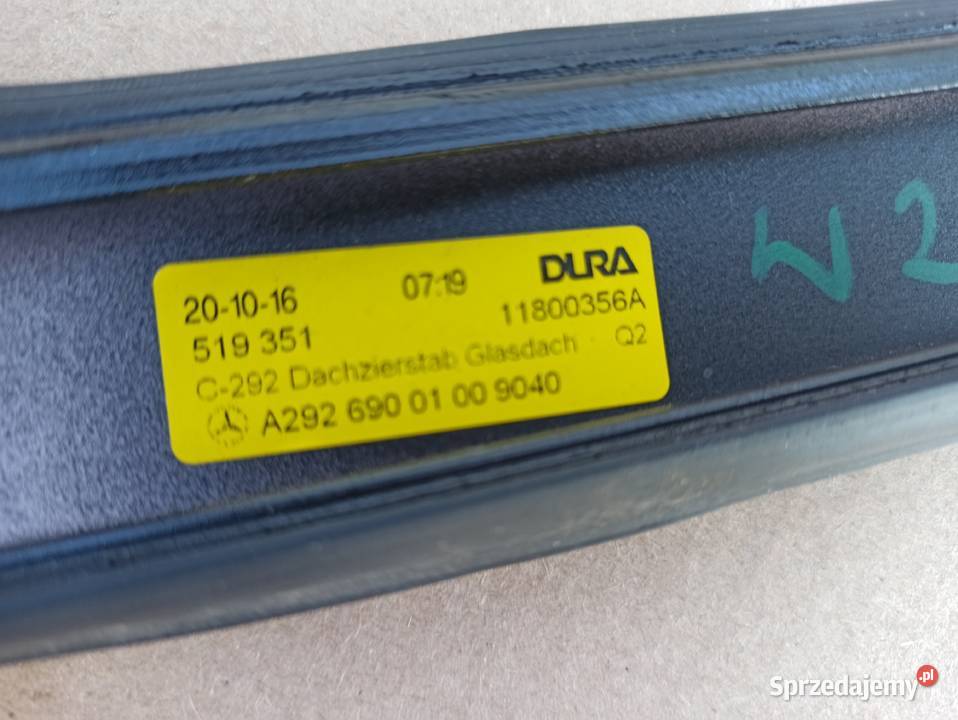 20-10-16 07:19 DURA
519 351 11800356A
C-292 Dachzierstab Glasdach Q2
A292 690 01 00 9040
W 2
Sprzedajemy.pl